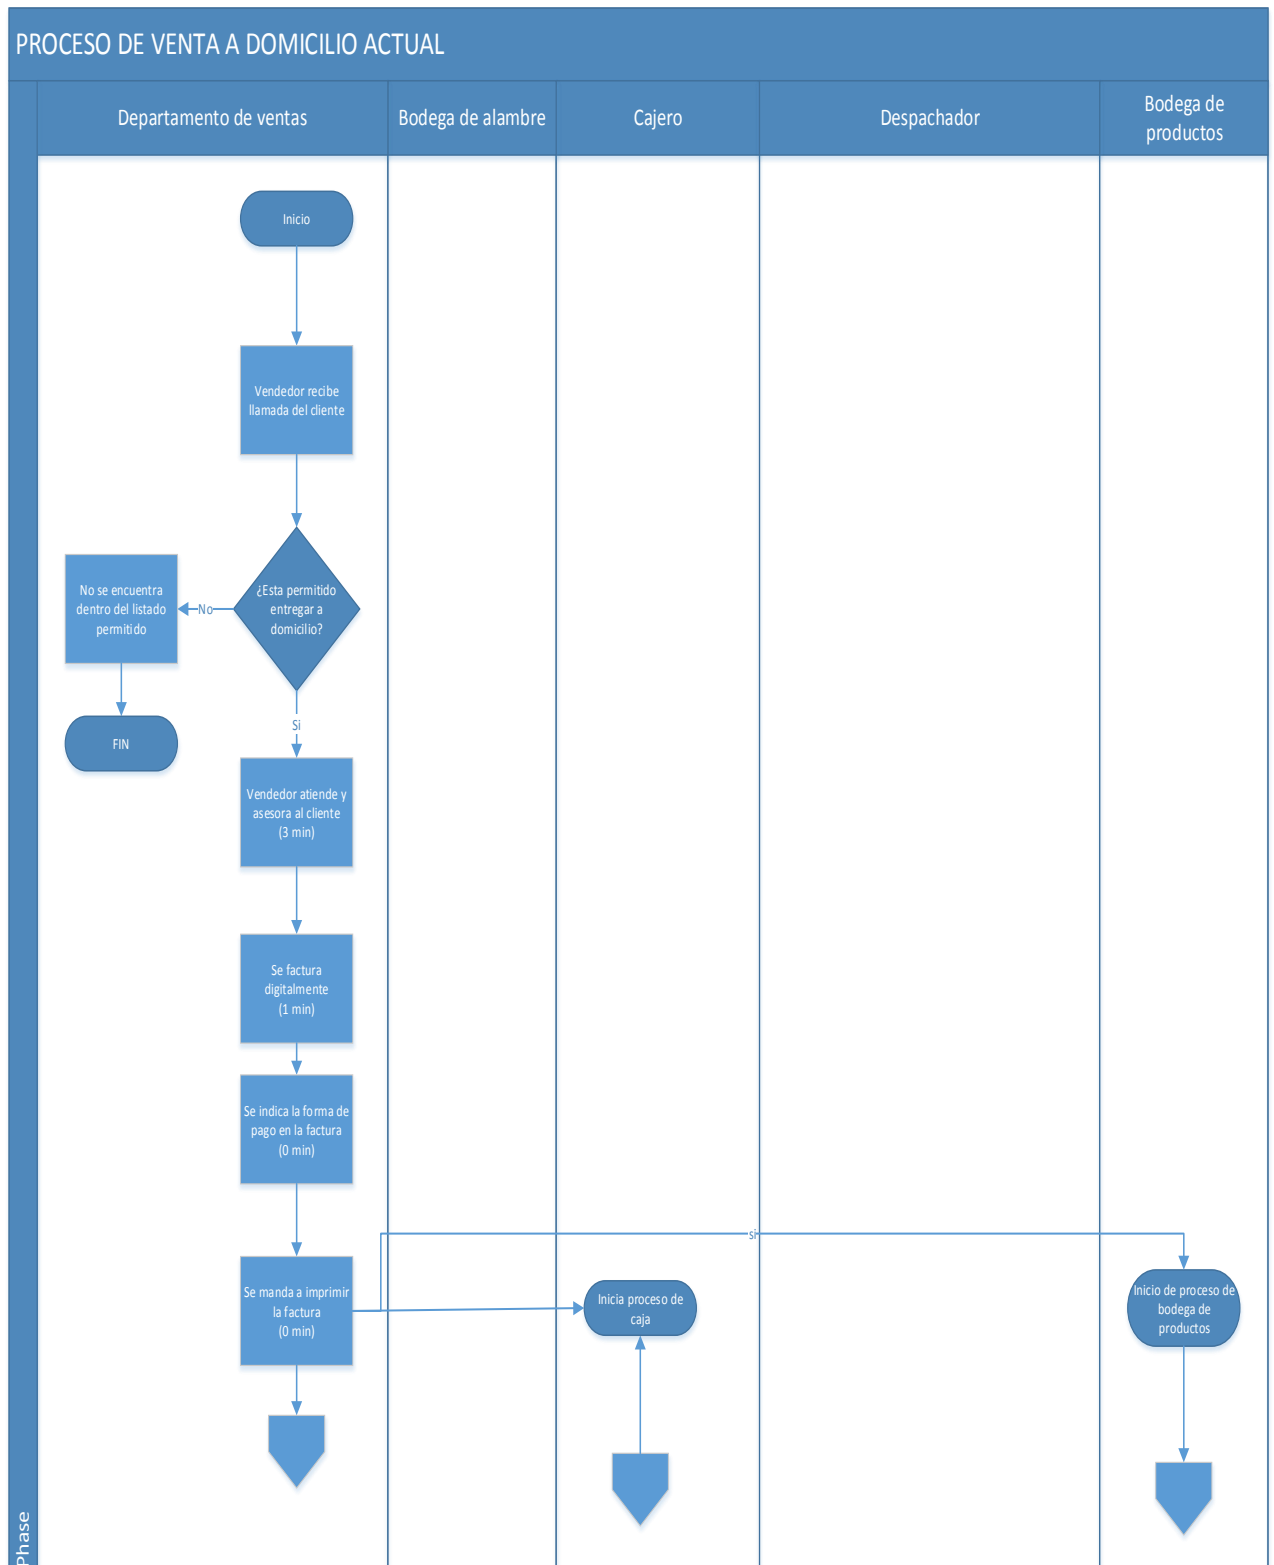 PROCESO DE VENTA A DOMICILIO ACTUAL
Departamento de ventas
Bodega de alambre
Cajero
Despachador
Bodega de
productos
Inicio
Vendedor recibe
llamada del cliente
¿Esta permitido
entregar a
domicilio?
No
No se encuentra
dentro del listado
permitido
FIN
Si
Vendedor atiende y
asesora al cliente
(3 min)
Se factura
digitalmente
(1 min)
Se indica la forma de
pago en la factura
(0 min)
si
Se manda a imprimir
la factura
(0 min)
Inicia proceso de
caja
Inicio de proceso de
bodega de
productos
Phase